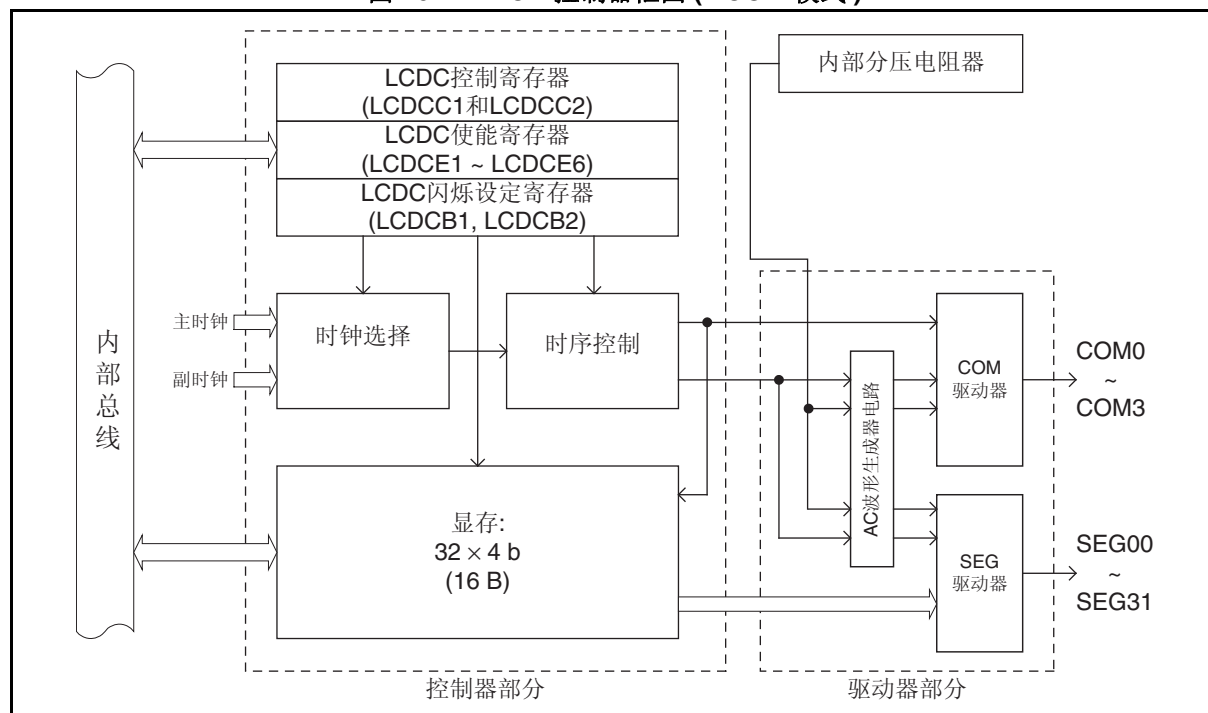 LCDC控制寄存器
(LCDCC1和LCDCC2)
LCDC使能寄存器
(LCDCE1 ~ LCDCE6)
LCDC闪烁设定寄存器
(LCDCB1, LCDCB2)
内部分压电阻器
内部总线
主时钟
副时钟
时钟选择
时序控制
显存:
32 × 4 b
(16 B)
AC波形生成器电路
COM
驱动器
SEG
驱动器
COM0
~
COM3
SEG00
~
SEG31
控制器部分
驱动器部分